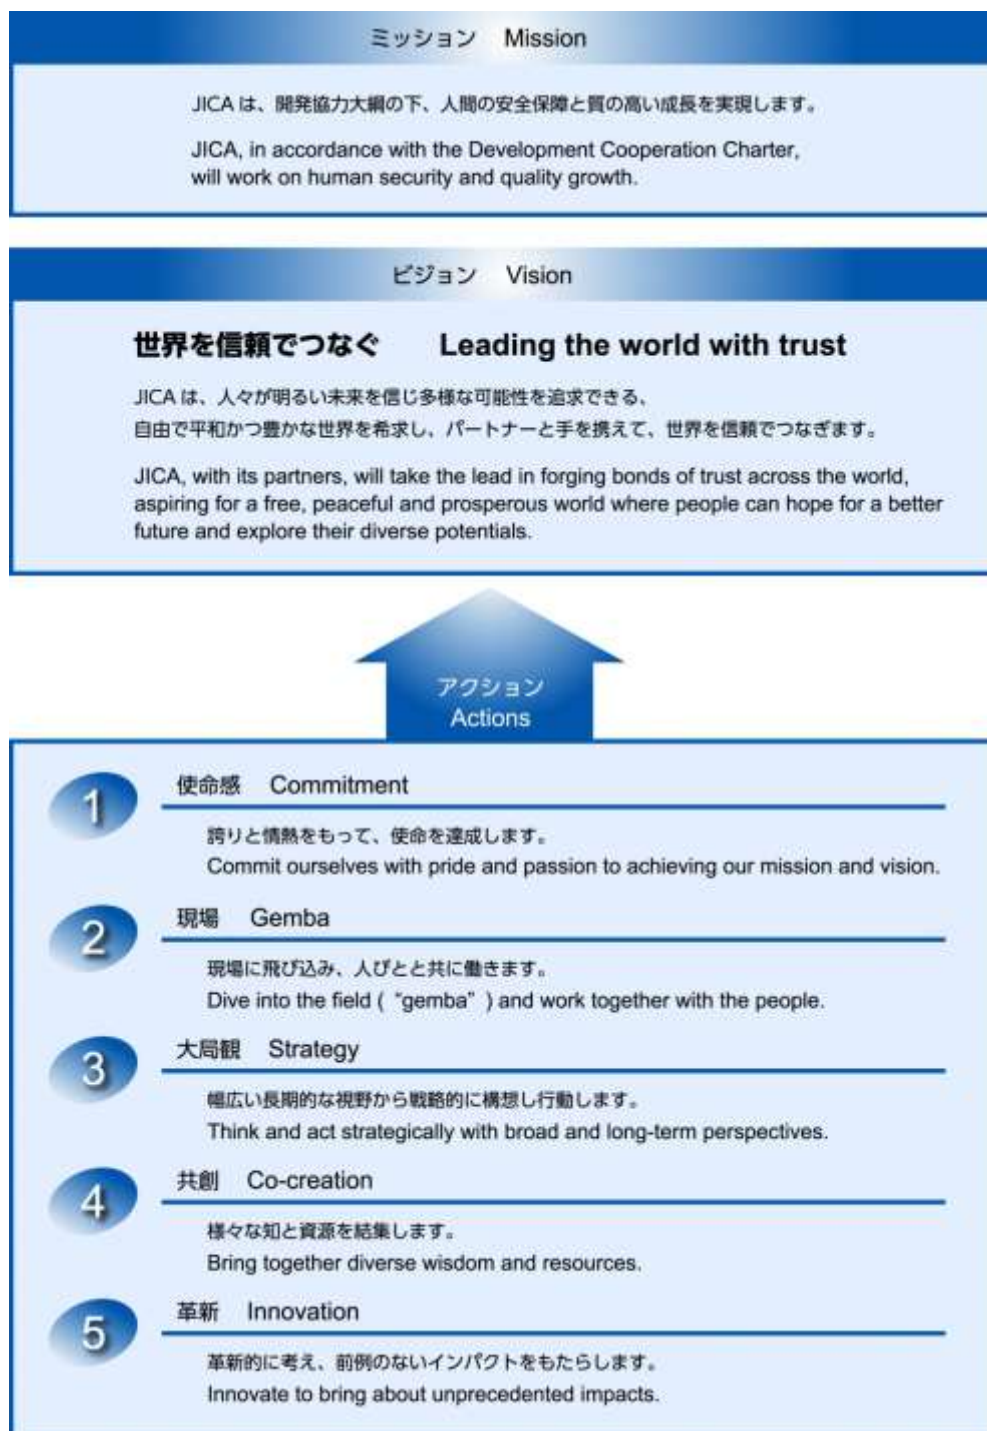 ミッション Mission
JICA は、開発協力大綱の下、人間の安全保障と質の高い成長を実現します。
JICA, in accordance with the Development Cooperation Charter,
will work on human security and quality growth.
ビジョン Vision
世界を信頼でつなぐ Leading the world with trust
JICA は、人々が明るい未来を信じ多様な可能性を追求できる、
自由で平和かつ豊かな世界を希求し、パートナーと手を携えて、世界を信頼でつなぎます。
JICA, with its partners, will take the lead in forging bonds of trust across the world,
aspiring for a free, peaceful and prosperous world where people can hope for a better
future and explore their diverse potentials.
アクション
Actions
1 使命感 Commitment
誇りと情熱をもって、使命を達成します。
Commit ourselves with pride and passion to achieving our mission and vision.
2 現場 Gemba
現場に飛び込み、人びとと共に働きます。
Dive into the field ( “gemba” ) and work together with the people.
3 大局観 Strategy
幅広い長期的な視野から戦略的に構想し行動します。
Think and act strategically with broad and long-term perspectives.
4 共創 Co-creation
様々な知と資源を結集します。
Bring together diverse wisdom and resources.
5 革新 Innovation
革新的に考え、前例のないインパクトをもたらします。
Innovate to bring about unprecedented impacts.